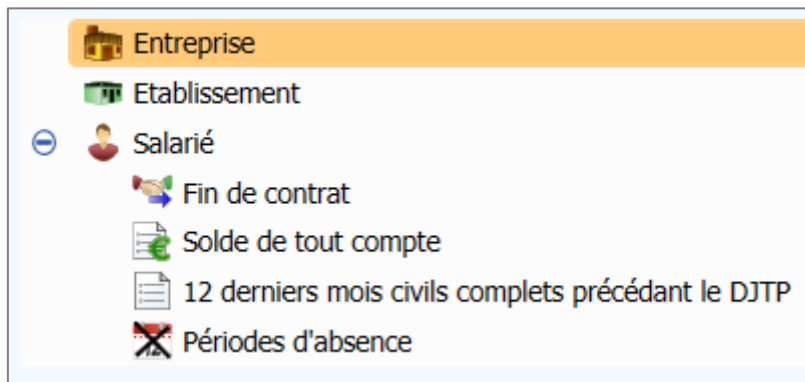 Entreprise
Etablissement
Salarié
Fin de contrat
Solde de tout compte
12 derniers mois civils complets précédant le DJTP
Périodes d'absence